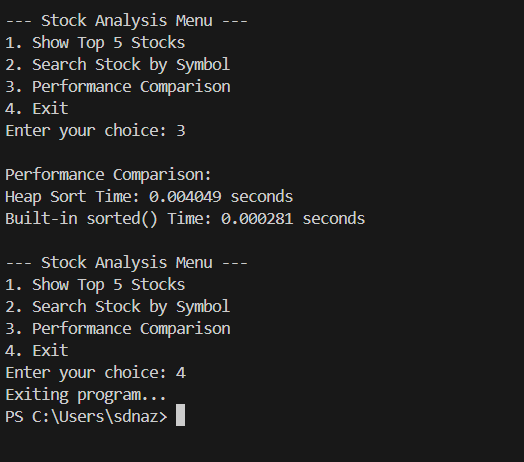 --- Stock Analysis Menu ---
1. Show Top 5 Stocks
2. Search Stock by Symbol
3. Performance Comparison
4. Exit
Enter your choice: 3
Performance Comparison:
Heap Sort Time: 0.004049 seconds
Built-in sorted() Time: 0.000281 seconds
--- Stock Analysis Menu ---
1. Show Top 5 Stocks
2. Search Stock by Symbol
3. Performance Comparison
4. Exit
Enter your choice: 4
Exiting program...
PS C:\Users\sdnaz>